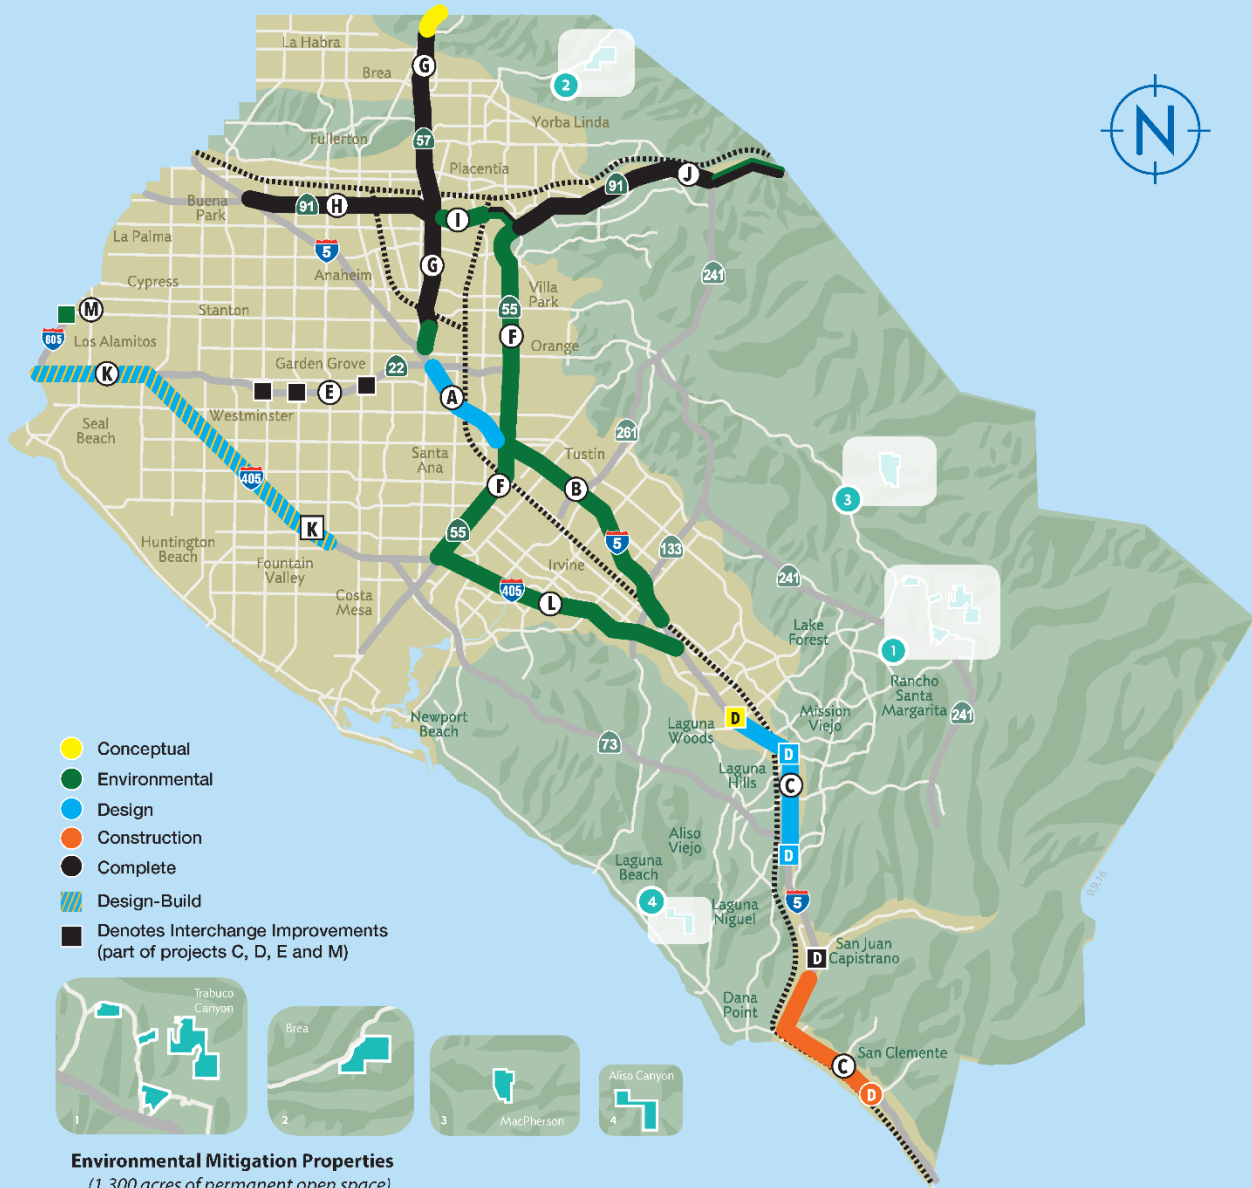 La Habra
G
Brea
2
57
Yorba Linda
N
Fullerton
Placentia
91
J
Buena
Park
91
H
I
La Palma
5
G
Anaheim
241
Cypress
Villa
Park
55
M
Stanton
F
605
Los Alamitos
Orange
Garden Grove
22
K
E
A
Westminster
Seal
Beach
Santa
Ana
261
Tustin
405
F
B
3
K
55
5
133
Huntington
Beach
Fountain
Valley
Irvine
241
405
L
Costa
Mesa
Lake
Forest
1
Rancho
Santa
Margarita
241
Newport
Beach
Laguna
Woods
D
Mission
Viejo
73
D
Laguna
Hills
C
Aliso
Viejo
D
Laguna
Beach
4
5
Laguna
Niguel
8.9.16
San Juan
Capistrano
D
Dana
Point
San Clemente
C
D
Conceptual
Environmental
Design
Construction
Complete
Design-Build
Denotes Interchange Improvements
(part of projects C, D, E and M)
Trabuco
Canyon
1
Brea
2
3
MacPherson
Aliso Canyon
4
Environmental Mitigation Properties
(1,300 acres of permanent open space)